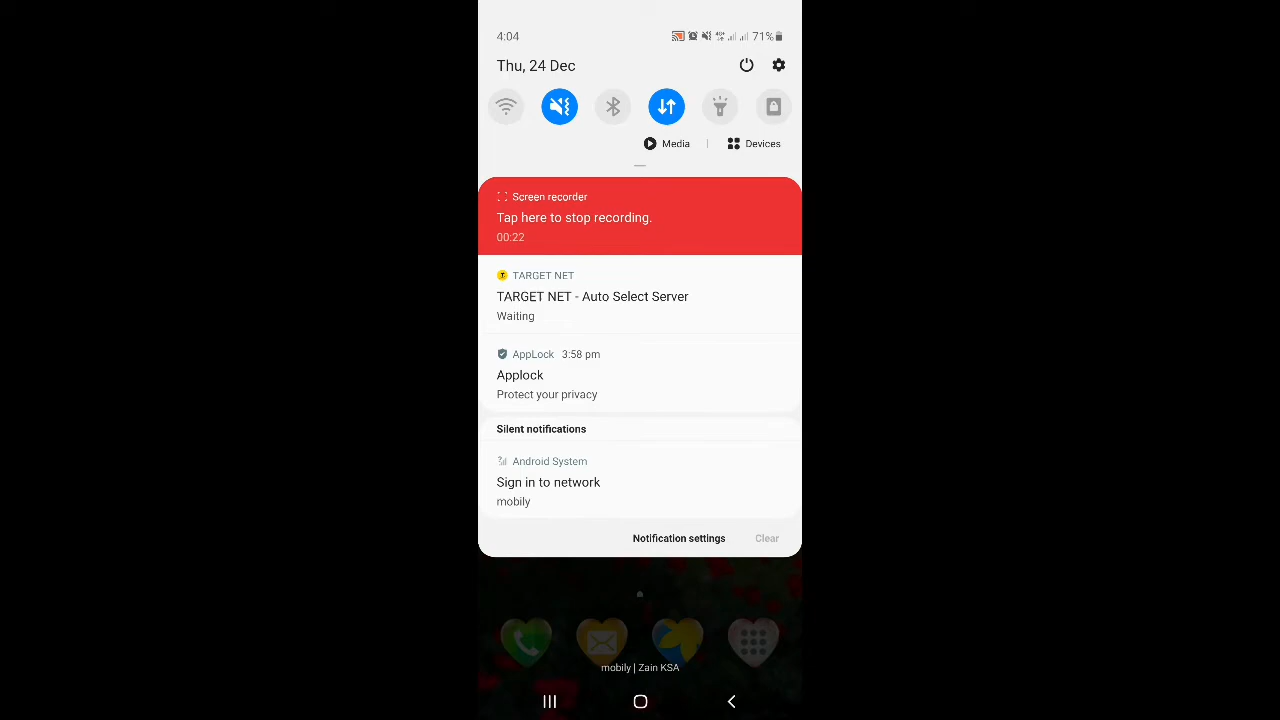 4:04
71%
Thu, 24 Dec
Media | Devices
Screen recorder
Tap here to stop recording.
00:22
TARGET NET
TARGET NET - Auto Select Server
Waiting
AppLock 3:58 pm
Applock
Protect your privacy
Silent notifications
Android System
Sign in to network
mobily
Notification settings Clear
mobily | Zain KSA